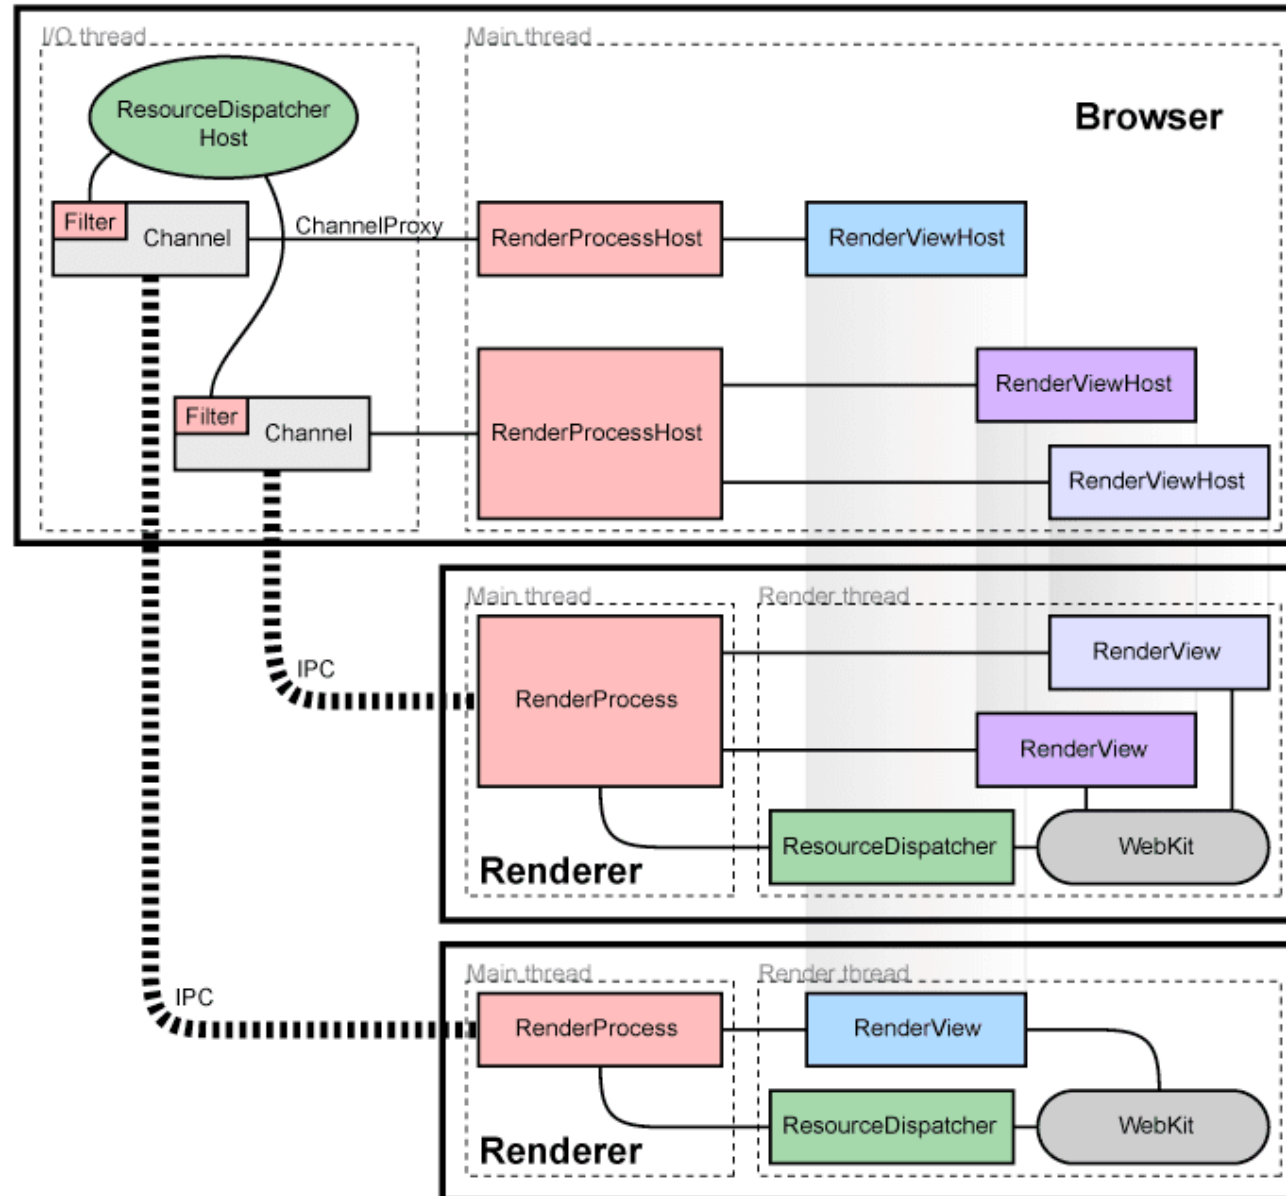 I/O thread
Main thread
ResourceDispatcher
Host
Browser
Filter
Channel
ChannelProxy
RenderProcessHost
RenderViewHost
RenderViewHost
Filter
Channel
RenderProcessHost
RenderViewHost
Main thread
Render thread
IPC
RenderProcess
RenderView
RenderView
ResourceDispatcher
WebKit
Renderer
Main thread
Render thread
IPC
RenderProcess
RenderView
ResourceDispatcher
WebKit
Renderer